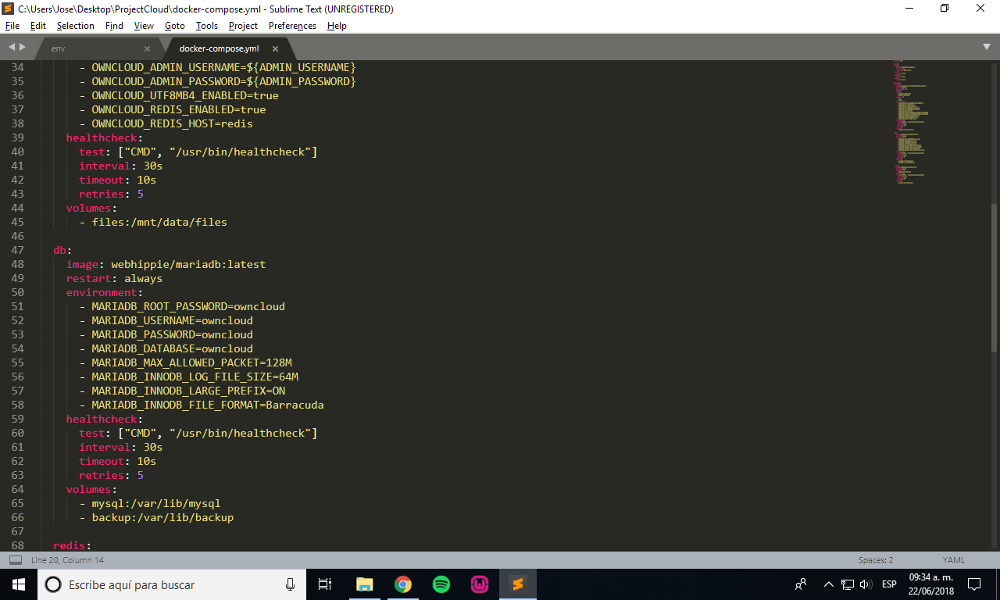 C:\Users\Jose\Desktop\ProjectCloud\docker-compose.yml - Sublime Text (UNREGISTERED)
File Edit Selection Find View Goto Tools Project Preferences Help
env × docker-compose.yml ×
34 - OWNCLOUD_ADMIN_USERNAME=${ADMIN_USERNAME}
35 - OWNCLOUD_ADMIN_PASSWORD=${ADMIN_PASSWORD}
36 - OWNCLOUD_UTF8MB4_ENABLED=true
37 - OWNCLOUD_REDIS_ENABLED=true
38 - OWNCLOUD_REDIS_HOST=redis
39 healthcheck:
40 test: ["CMD", "/usr/bin/healthcheck"]
41 interval: 30s
42 timeout: 10s
43 retries: 5
44 volumes:
45 - files:/mnt/data/files
46
47 db:
48 image: webhippie/mariadb:latest
49 restart: always
50 environment:
51 - MARIADB_ROOT_PASSWORD=owncloud
52 - MARIADB_USERNAME=owncloud
53 - MARIADB_PASSWORD=owncloud
54 - MARIADB_DATABASE=owncloud
55 - MARIADB_MAX_ALLOWED_PACKET=128M
56 - MARIADB_INNODB_LOG_FILE_SIZE=64M
57 - MARIADB_INNODB_LARGE_PREFIX=ON
58 - MARIADB_INNODB_FILE_FORMAT=Barracuda
59 healthcheck:
60 test: ["CMD", "/usr/bin/healthcheck"]
61 interval: 30s
62 timeout: 10s
63 retries: 5
64 volumes:
65 - mysql:/var/lib/mysql
66 - backup:/var/lib/backup
67
68 redis:
Line 20, Column 14 Spaces: 2 YAML
Escribe aquí para buscar ESP 09:34 a. m.
22/06/2018